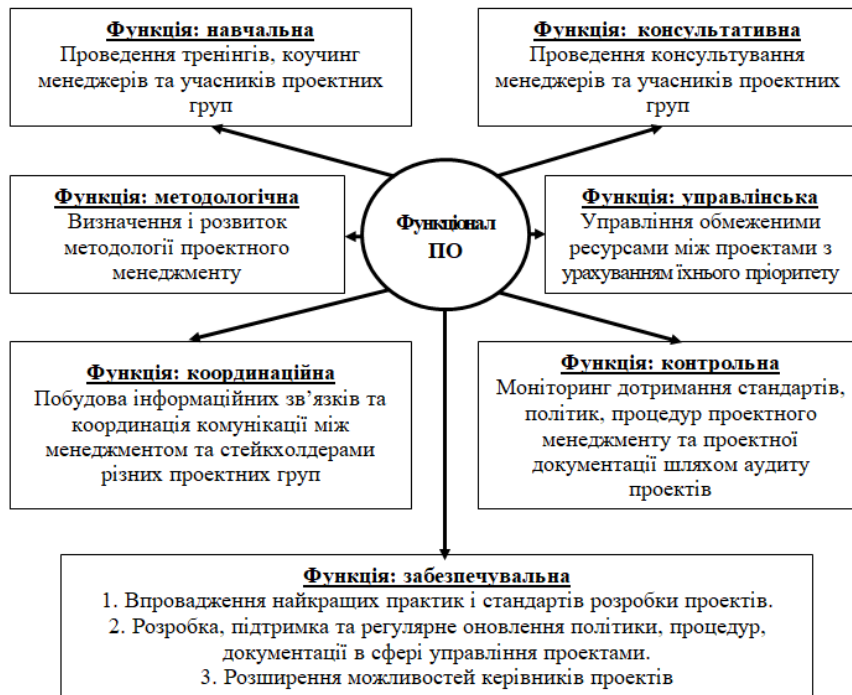 Функція: навчальна
Проведення тренінгів, коучинг
менеджерів та учасників проектних
груп
Функція: консультативна
Проведення консультування
менеджерів та учасників проектних
груп
Функція: методологічна
Визначення і розвиток
методології проектного
менеджменту
Функціонал
ПО
Функція: управлінська
Управління обмеженими
ресурсами між проектами з
урахуванням їхнього пріоритету
Функція: координаційна
Побудова інформаційних зв’язків та
координація комунікації між
менеджментом та стейкхолдерами
різних проектних груп
Функція: контрольна
Моніторинг дотримання стандартів,
політик, процедур проектного
менеджменту та проектної
документації шляхом аудиту
проектів
Функція: забезпечувальна
1. Впровадження найкращих практик і стандартів розробки проектів.
2. Розробка, підтримка та регулярне оновлення політики, процедур,
документації в сфері управління проектами.
3. Розширення можливостей керівників проектів